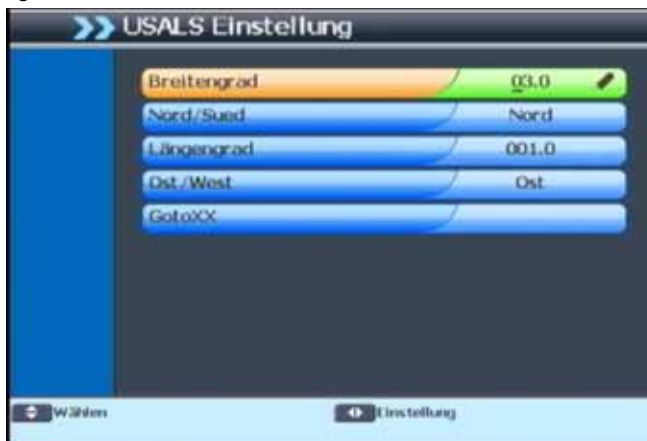 USALS Einstellung
Breitengrad 03.0
Nord/Sued Nord
Längengrad 001.0
Ost/West Ost
GotoXX
Wählen Einstellung